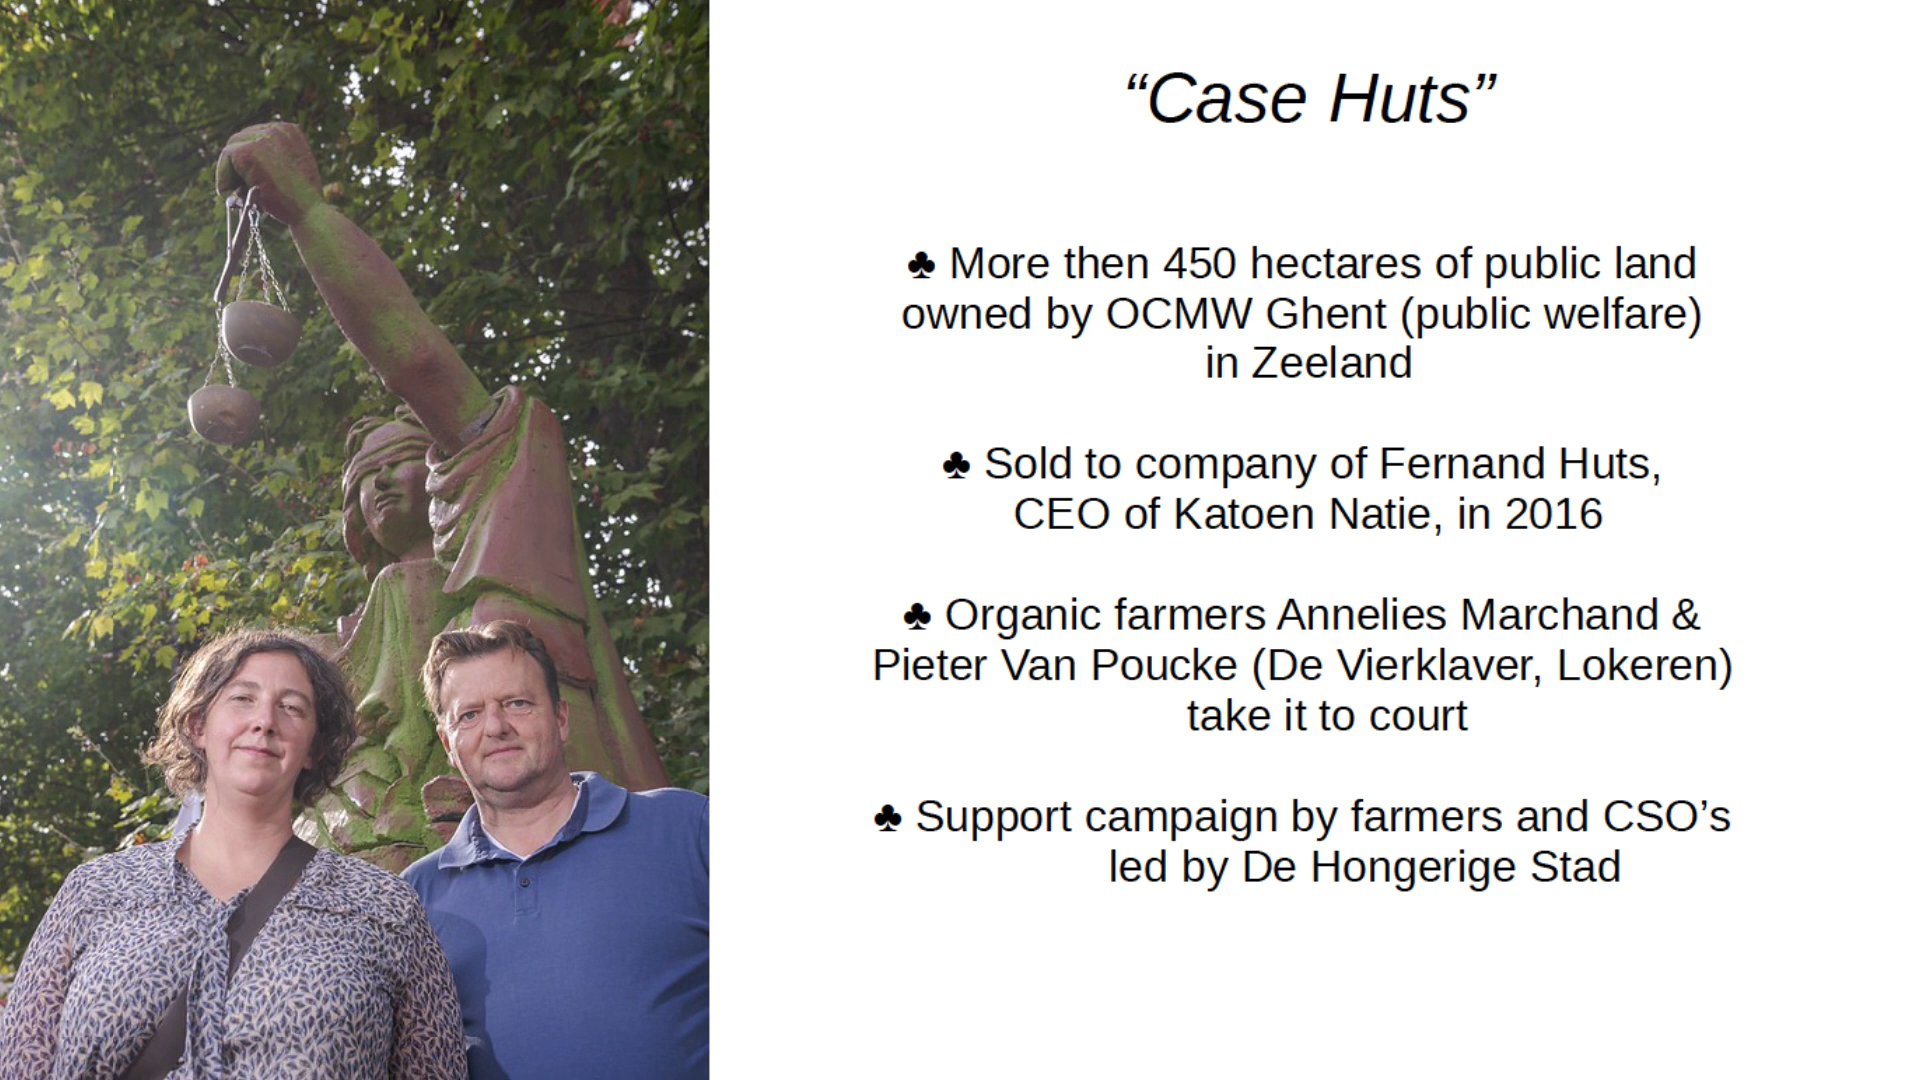 “Case Huts”
♣ More then 450 hectares of public land
owned by OCMW Ghent (public welfare)
in Zeeland
♣ Sold to company of Fernand Huts,
CEO of Katoen Natie, in 2016
♣ Organic farmers Annelies Marchand &
Pieter Van Poucke (De Vierklaver, Lokeren)
take it to court
♣ Support campaign by farmers and CSO’s
led by De Hongerige Stad